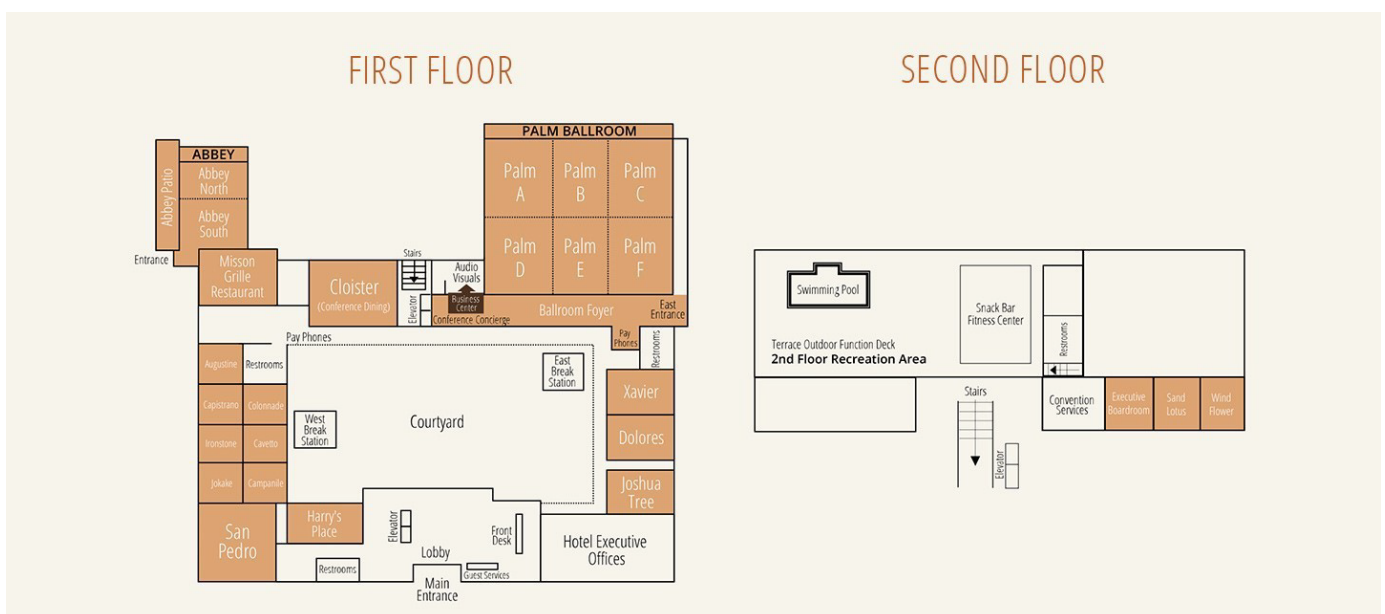 FIRST FLOOR
SECOND FLOOR
PALM BALLROOM
ABBEY
Abbey Patio
Abbey
North
Abbey
South
Palm
A
Palm
B
Palm
C
Palm
D
Palm
E
Palm
F
Entrance
Misson
Grille
Restaurant
Cloister
(Conference Dining)
Stairs
Elevator
Audio
Visuals
Business
Center
Conference Concierge
Ballroom Foyer
East
Entrance
Pay Phones
Pay
Phones
Restrooms
Augustine
Restrooms
Capistrano
Colonnade
Ironstone
Cavetto
Jokake
Campanile
West
Break
Station
Courtyard
East
Break
Station
Xavier
Dolores
Joshua
Tree
San
Pedro
Harry's
Place
Elevator
Lobby
Front
Desk
Hotel Executive
Offices
Restrooms
Guest Services
Main
Entrance
Swimming Pool
Snack Bar
Fitness Center
Restrooms
Terrace Outdoor Function Deck
2nd Floor Recreation Area
Stairs
Elevator
Convention
Services
Executive
Boardroom
Sand
Lotus
Wind
Flower